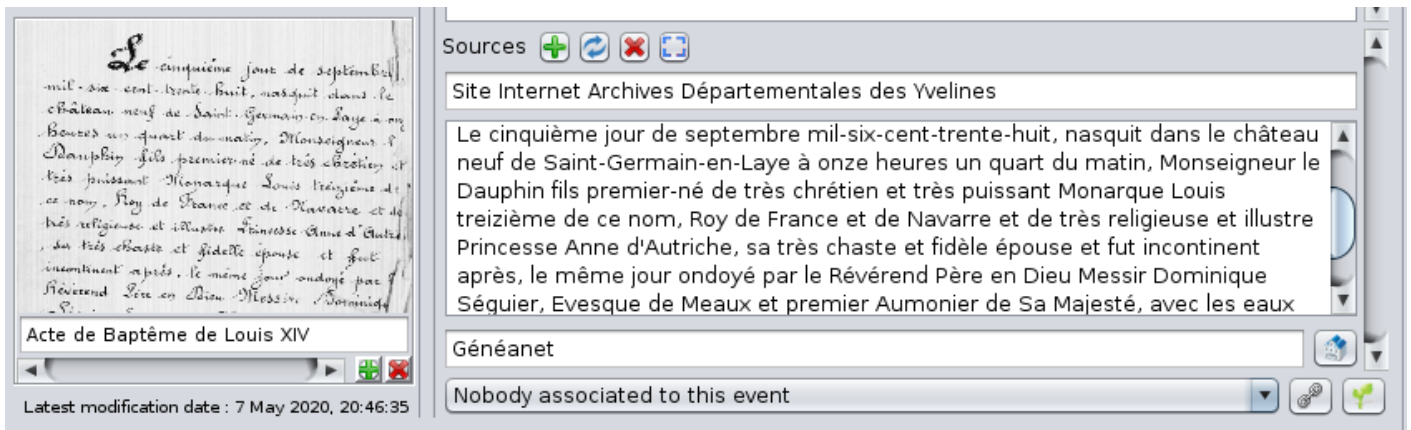 Le cinquiéme jour de septembre
mil-six-cent-trente-huit, nasquit dans le
château neuf de Saint-Germain-en-Laye à onz
heures un quart du matin, Monseigneur l
Dauphin fils premier-né de très chrétien et
très puissant Monarque Louis treizième de
ce nom, Roy de France et de Navarre et de
très religieuse et illustre Princesse Anne d'Autri
, sa très chaste et fidelle épouse et fut
incontinent après, le même jour ondoyé par l
Révérend Père en Dieu Messire Dominique
Acte de Baptême de Louis XIV
Latest modification date : 7 May 2020, 20:46:35
Sources
Site Internet Archives Départementales des Yvelines
Le cinquième jour de septembre mil-six-cent-trente-huit, nasquit dans le château
neuf de Saint-Germain-en-Laye à onze heures un quart du matin, Monseigneur le
Dauphin fils premier-né de très chrétien et très puissant Monarque Louis
treizième de ce nom, Roy de France et de Navarre et de très religieuse et illustre
Princesse Anne d'Autriche, sa très chaste et fidèle épouse et fut incontinent
après, le même jour ondoyé par le Révérend Père en Dieu Messir Dominique
Séguier, Evesque de Meaux et premier Aumonier de Sa Majesté, avec les eaux
Généanet
Nobody associated to this event